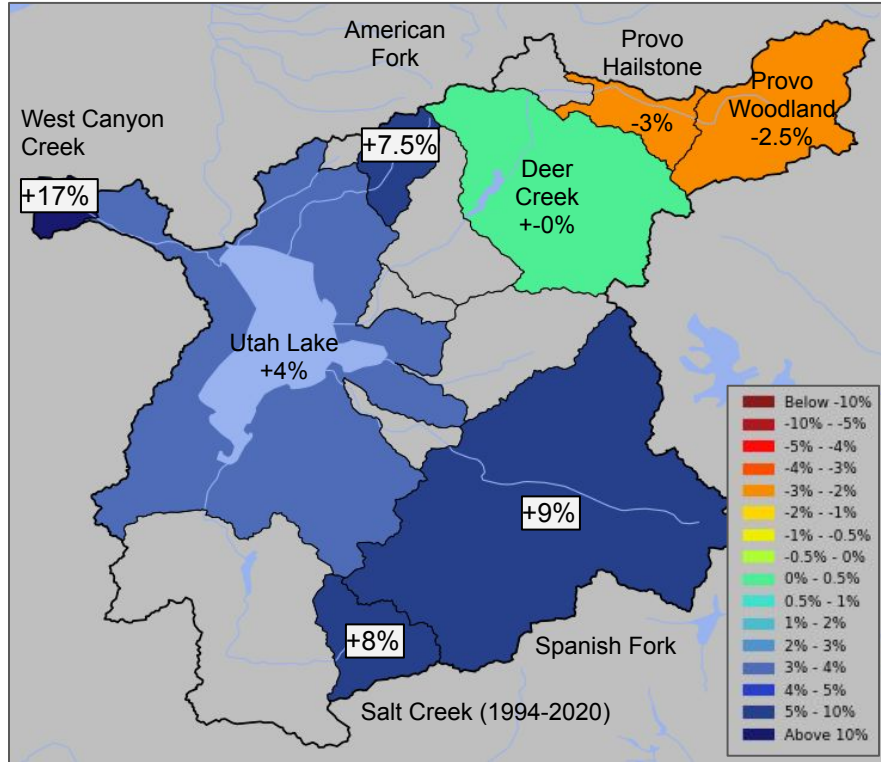 American
Fork
Provo
Hailstone
Provo
Woodland
-2.5%
-3%
West Canyon
Creek
+17%
+7.5%
Deer
Creek
+-0%
Utah Lake
+4%
+9%
+8%
Spanish Fork
Salt Creek (1994-2020)
Below -10%
-10% - -5%
-5% - -4%
-4% - -3%
-3% - -2%
-2% - -1%
-1% - -0.5%
-0.5% - 0%
0% - 0.5%
0.5% - 1%
1% - 2%
2% - 3%
3% - 4%
4% - 5%
5% - 10%
Above 10%